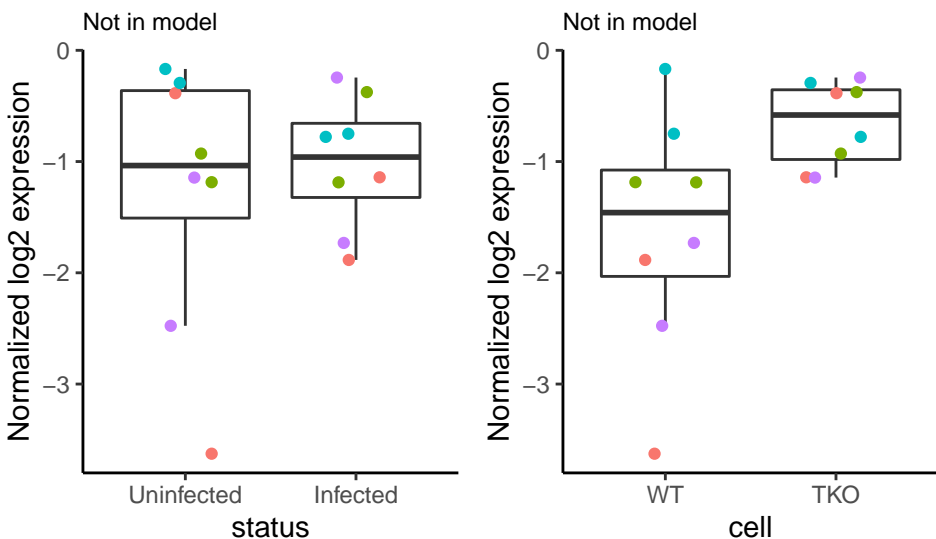 Not in model
Normalized log2 expression
0
−1
−2
−3
Uninfected
Infected
status
Not in model
Normalized log2 expression
0
−1
−2
−3
WT
TKO
cell